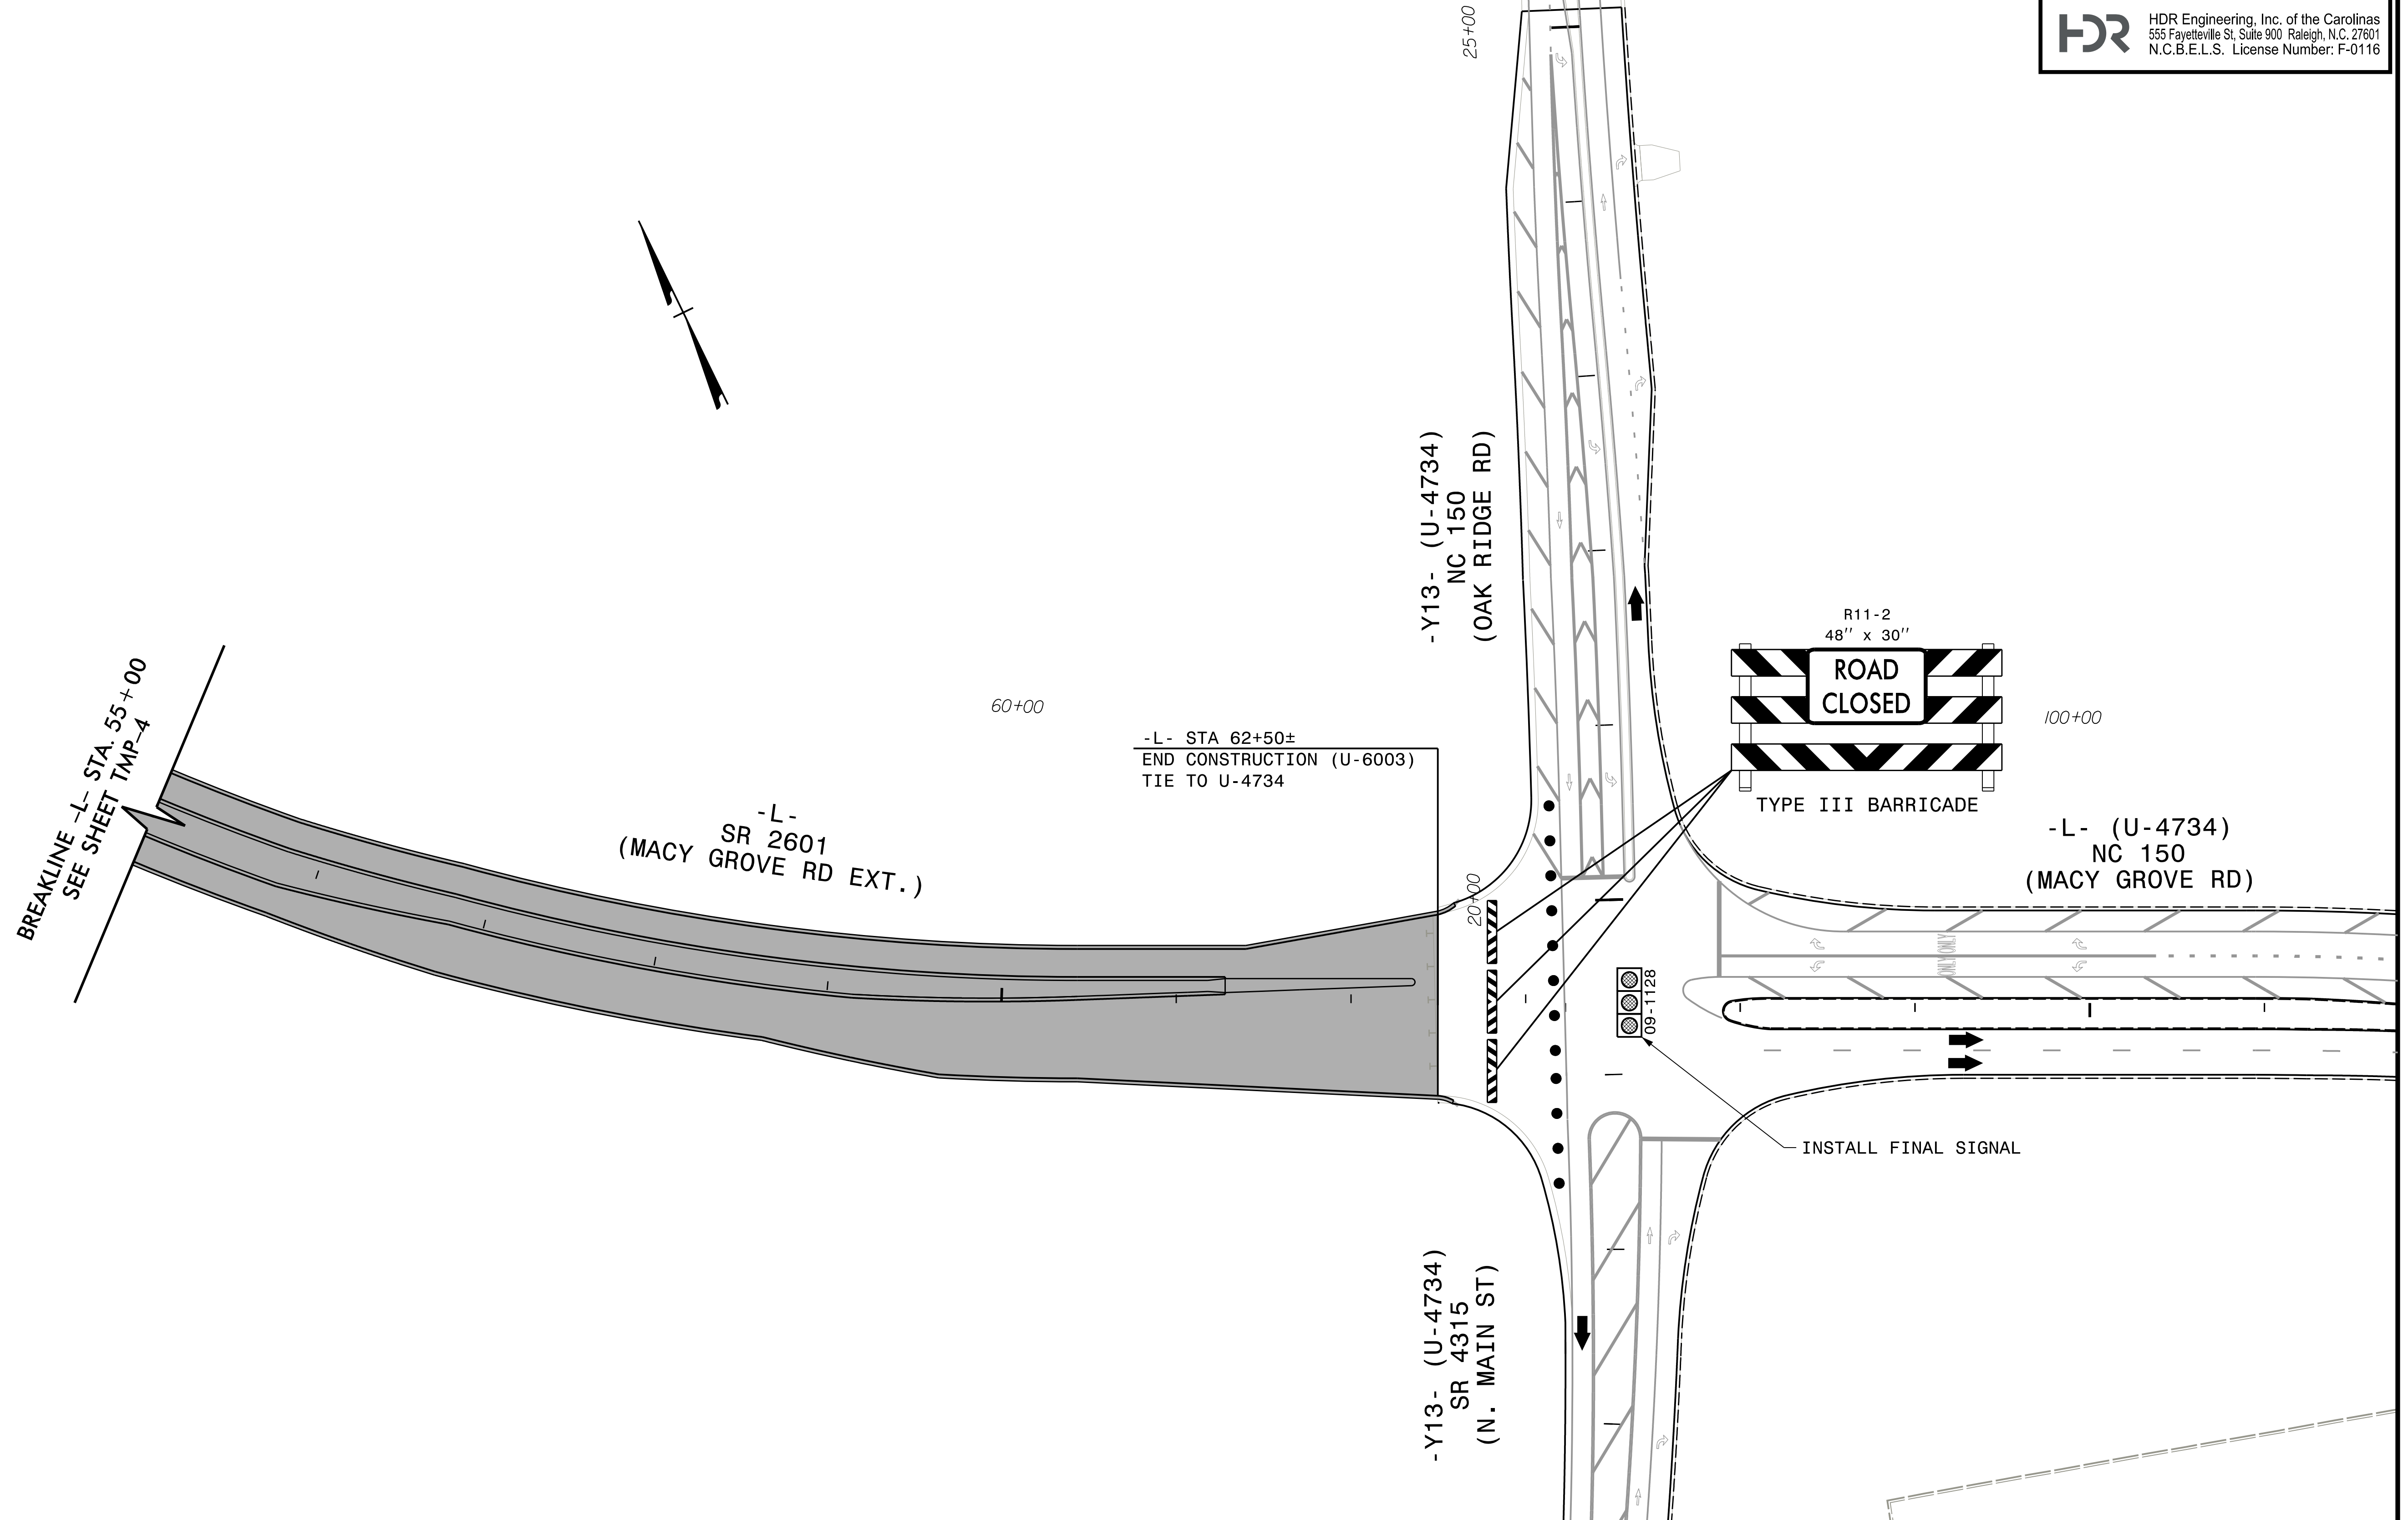 HDR
HDR Engineering, Inc. of the Carolinas
555 Fayetteville St, Suite 900 Raleigh, N.C. 27601
N.C.B.E.L.S. License Number: F-0116
25+00
-Y13- (U-4734)
NC 150
(OAK RIDGE RD)
R11-2
48" x 30"
ROAD
CLOSED
TYPE III BARRICADE
100+00
60+00
-L- STA 62+50±
END CONSTRUCTION (U-6003)
TIE TO U-4734
BREAKLINE -L- STA. 55+00
SEE SHEET TMP-4
-L-
SR 2601
(MACY GROVE RD EXT.)
-L- (U-4734)
NC 150
(MACY GROVE RD)
20+00
ONLY
ONLY
09-1128
INSTALL FINAL SIGNAL
-Y13- (U-4734)
SR 4315
(N. MAIN ST)